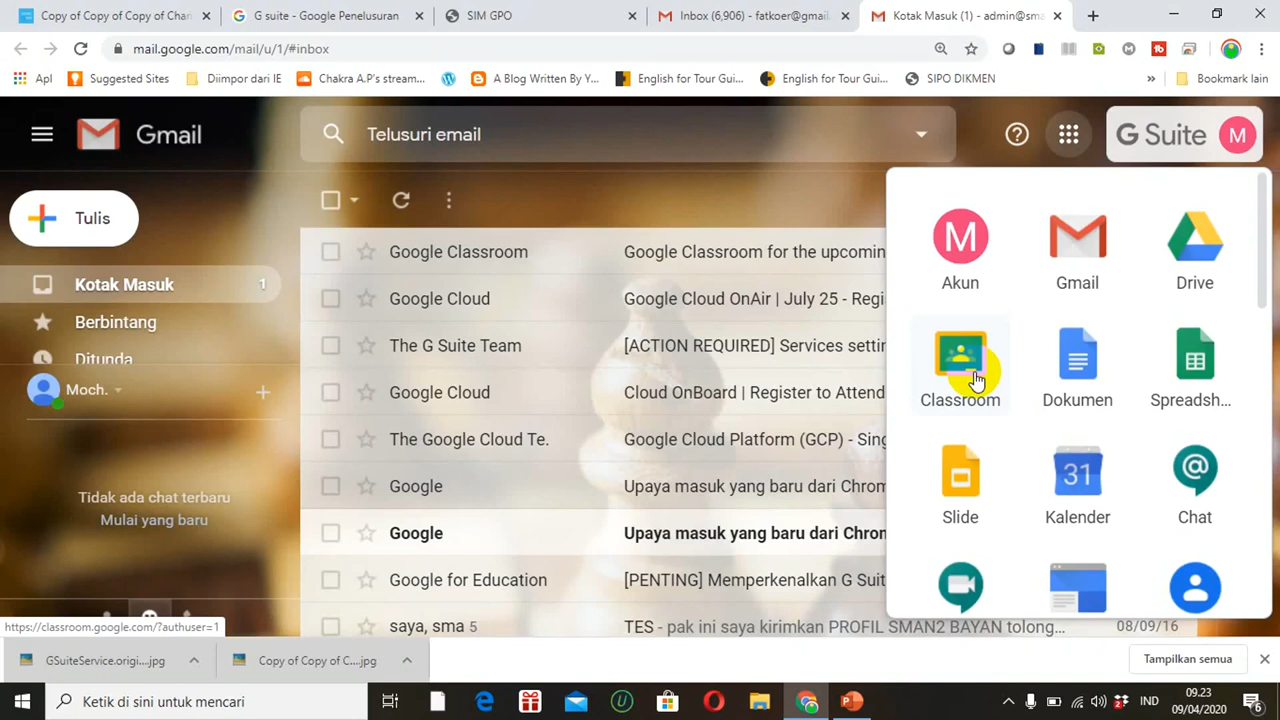 Copy of Copy of Copy of Char
G suite - Google Penelusuran
SIM GPO
Inbox (6,906) - fatkoer@gmail.
Kotak Masuk (1) - admin@sma
mail.google.com/mail/u/1/#inbox
Apl
Suggested Sites
Diimpor dari IE
Chakra A.P's stream...
A Blog Written By Y...
English for Tour Gui...
English for Tour Gui...
SIPO DIKMEN
»
Bookmark lain
Gmail
Telusuri email
G Suite
M
Tulis
Kotak Masuk 1
Berbintang
Ditunda
Moch.
Tidak ada chat terbaru
Mulai yang baru
Google Classroom Google Classroom for the upcomin
Google Cloud Google Cloud OnAir | July 25 - Regi
The G Suite Team [ACTION REQUIRED] Services settin
Google Cloud Cloud OnBoard | Register to Attend
The Google Cloud Te. Google Cloud Platform (GCP) - Sing
Google Upaya masuk yang baru dari Chrom
Google Upaya masuk yang baru dari Chrom
Google for Education [PENTING] Memperkenalkan G Suit
saya, sma 5 TES - pak ini saya kirimkan PROFIL SMAN2 BAYAN tolong... 08/09/16
M
Akun
Gmail
Drive
Classroom
Dokumen
Spreadsh...
Slide
31
Kalender
Chat
https://classroom.google.com/?authuser=1
GSuiteService.origi....jpg
Copy of Copy of C....jpg
Tampilkan semua
Ketik di sini untuk mencari
IND
09.23
09/04/2020
6